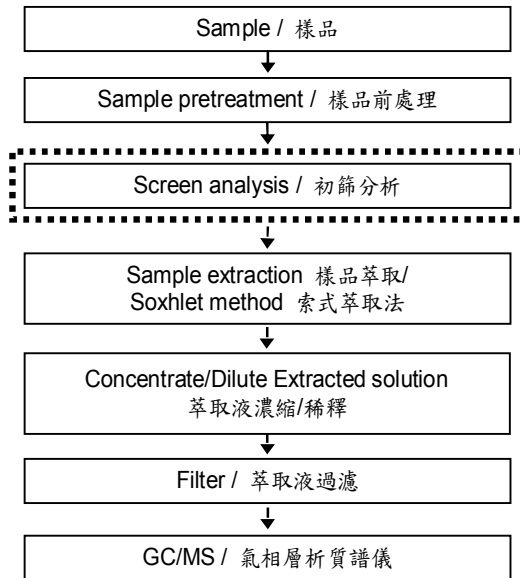 Sample / 樣品
Sample pretreatment / 樣品前處理
Screen analysis / 初篩分析
Sample extraction 樣品萃取/
Soxhlet method 索式萃取法
Concentrate/Dilute Extracted solution
萃取液濃縮/稀釋
Filter / 萃取液過濾
GC/MS / 氣相層析質譜儀